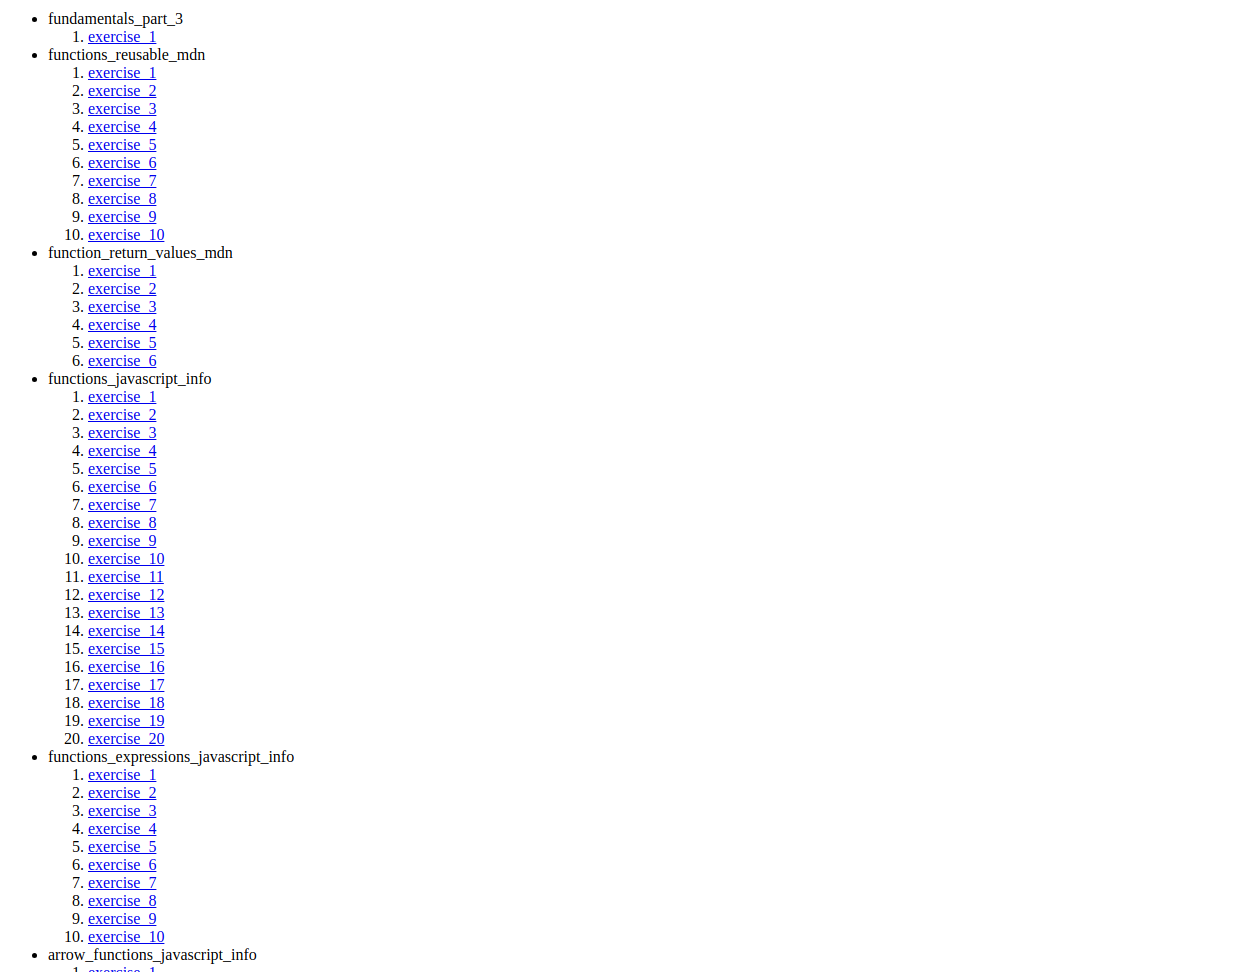 • fundamentals_part_3
1. exercise_1
• functions_reusable_mdn
1. exercise_1
2. exercise_2
3. exercise_3
4. exercise_4
5. exercise_5
6. exercise_6
7. exercise_7
8. exercise_8
9. exercise_9
10. exercise_10
• function_return_values_mdn
1. exercise_1
2. exercise_2
3. exercise_3
4. exercise_4
5. exercise_5
6. exercise_6
• functions_javascript_info
1. exercise_1
2. exercise_2
3. exercise_3
4. exercise_4
5. exercise_5
6. exercise_6
7. exercise_7
8. exercise_8
9. exercise_9
10. exercise_10
11. exercise_11
12. exercise_12
13. exercise_13
14. exercise_14
15. exercise_15
16. exercise_16
17. exercise_17
18. exercise_18
19. exercise_19
20. exercise_20
• functions_expressions_javascript_info
1. exercise_1
2. exercise_2
3. exercise_3
4. exercise_4
5. exercise_5
6. exercise_6
7. exercise_7
8. exercise_8
9. exercise_9
10. exercise_10
• arrow_functions_javascript_info
1. exercise_1